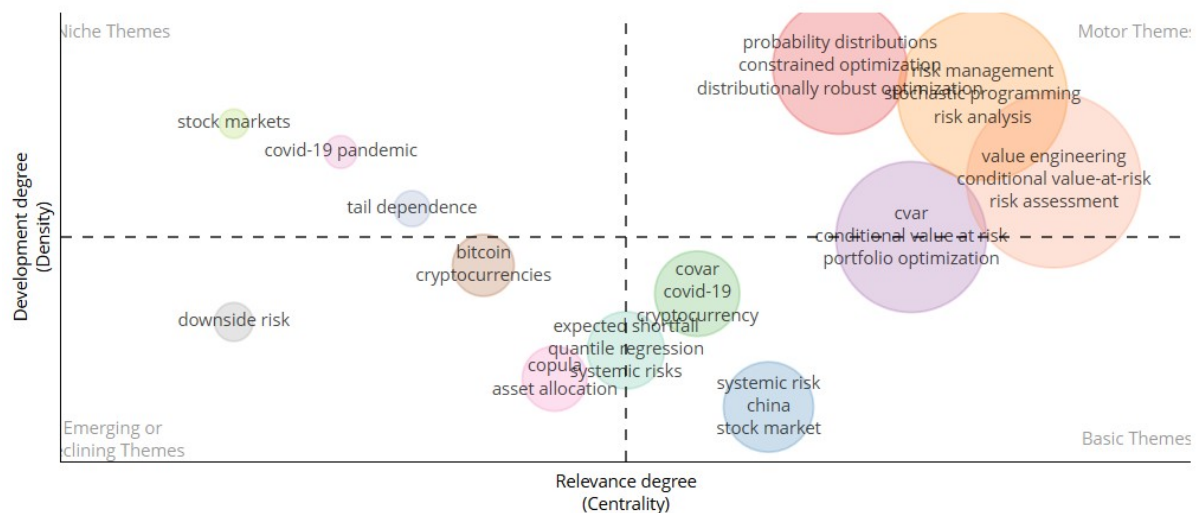 Niche Themes
Motor Themes
probability distributions
constrained optimization
distributionally robust optimization
risk management
stochastic programming
risk analysis
stock markets
covid-19 pandemic
value engineering
conditional value-at-risk
risk assessment
tail dependence
cvar
conditional value at risk
portfolio optimization
bitcoin
cryptocurrencies
covar
covid-19
cryptocurrency
downside risk
expected shortfall
quantile regression
systemic risks
copula
asset allocation
systemic risk
china
stock market
Emerging or
clining Themes
Basic Themes
Development degree
(Density)
Relevance degree
(Centrality)